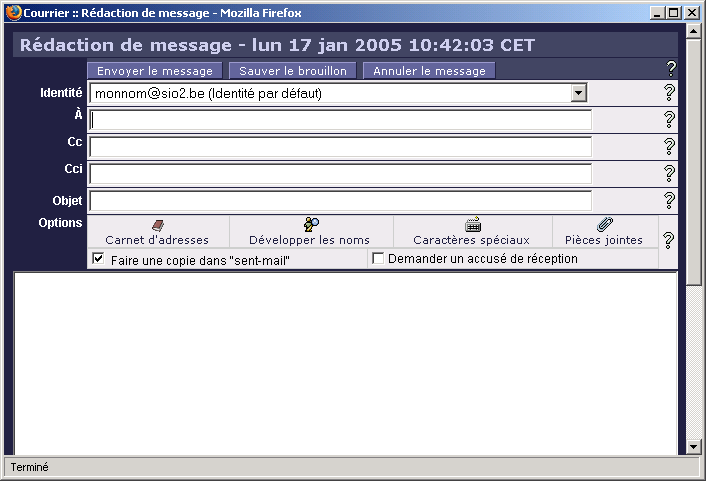 Courrier :: Rédaction de message - Mozilla Firefox
Rédaction de message - lun 17 jan 2005 10:42:03 CET
Envoyer le message Sauver le brouillon Annuler le message ?
Identité monnom@sio2.be (Identité par défaut) ?
À ?
Cc ?
Cci ?
Objet ?
Options
Carnet d'adresses Développer les noms Caractères spéciaux Pièces jointes ?
Faire une copie dans "sent-mail" Demander un accusé de réception
Terminé